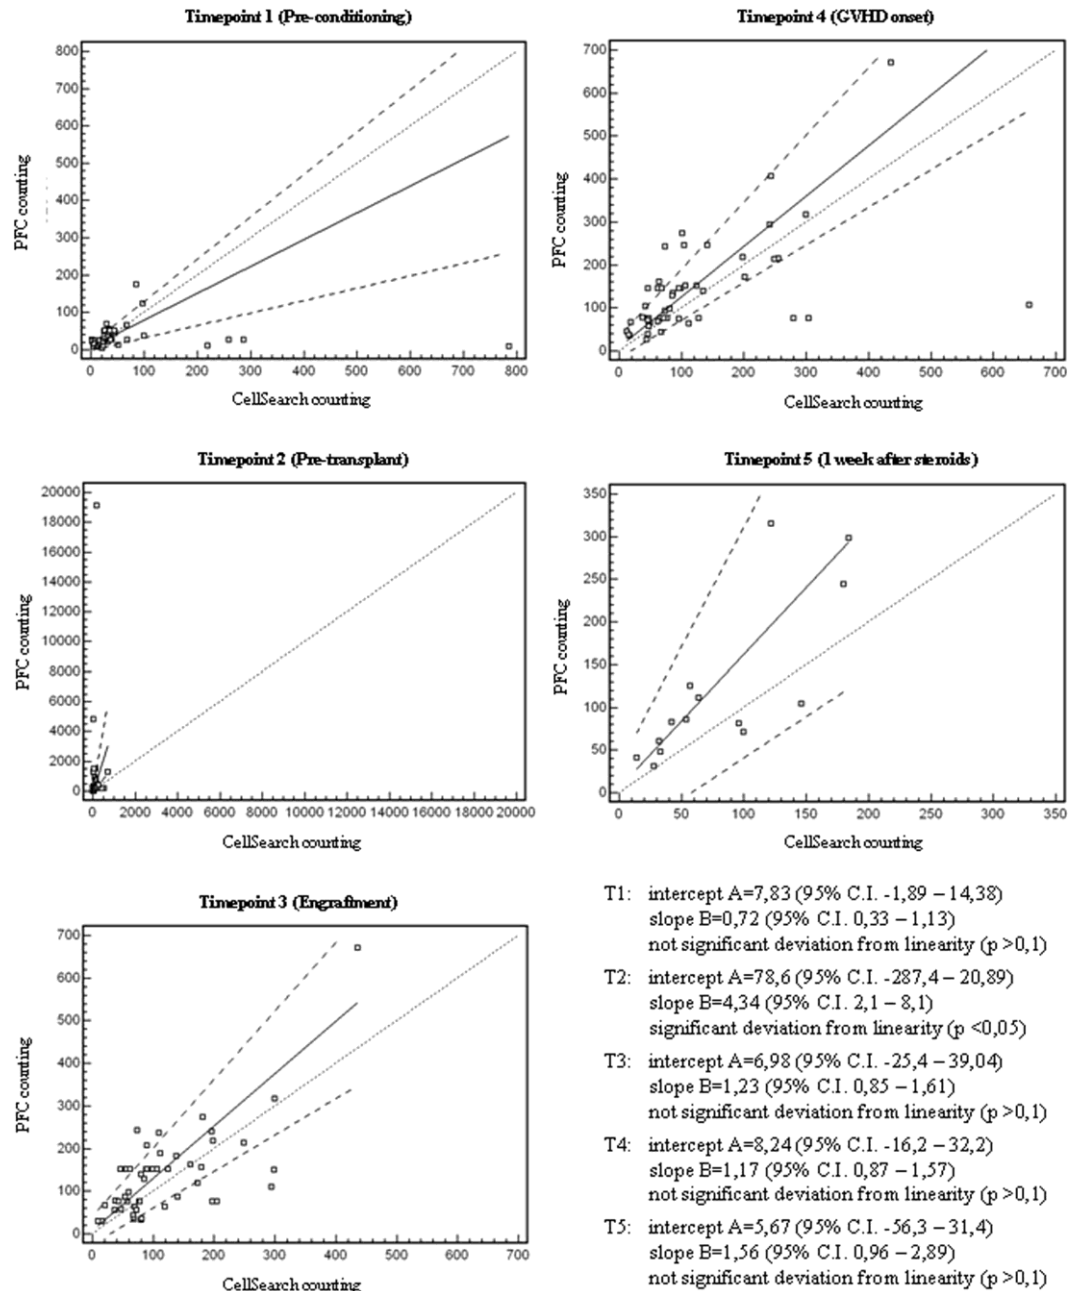 Timepoint 1 (Pre-conditioning)
800
700
600
500
400
300
200
100
0
PFC counting
0 100 200 300 400 500 600 700 800
CellSearch counting
Timepoint 4 (GVHD onset)
700
600
500
400
300
200
100
0
PFC counting
0 100 200 300 400 500 600 700
CellSearch counting
Timepoint 2 (Pre-transplant)
20000
18000
16000
14000
12000
10000
8000
6000
4000
2000
0
PFC counting
0 2000 4000 6000 8000 10000 12000 14000 16000 18000 20000
CellSearch counting
Timepoint 5 (1 week after steroids)
350
300
250
200
150
100
50
0
PFC counting
0 50 100 150 200 250 300 350
CellSearch counting
Timepoint 3 (Engraftment)
700
600
500
400
300
200
100
0
PFC counting
0 100 200 300 400 500 600 700
CellSearch counting
T1: intercept A=7,83 (95% C.I. -1,89 – 14,38)
slope B=0,72 (95% C.I. 0,33 – 1,13)
not significant deviation from linearity (p >0,1)
T2: intercept A=78,6 (95% C.I. -287,4 – 20,89)
slope B=4,34 (95% C.I. 2,1 – 8,1)
significant deviation from linearity (p <0,05)
T3: intercept A=6,98 (95% C.I. -25,4 – 39,04)
slope B=1,23 (95% C.I. 0,85 – 1,61)
not significant deviation from linearity (p >0,1)
T4: intercept A=8,24 (95% C.I. -16,2 – 32,2)
slope B=1,17 (95% C.I. 0,87 – 1,57)
not significant deviation from linearity (p >0,1)
T5: intercept A=5,67 (95% C.I. -56,3 – 31,4)
slope B=1,56 (95% C.I. 0,96 – 2,89)
not significant deviation from linearity (p >0,1)